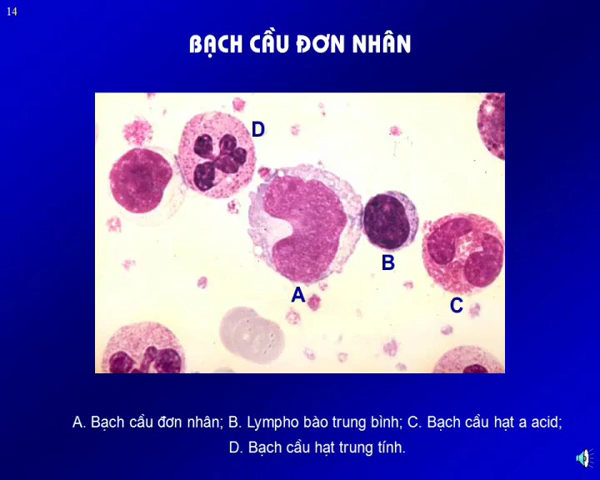 14
BẠCH CẦU ĐƠN NHÂN
D
B
A
C
A. Bạch cầu đơn nhân; B. Lympho bào trung bình; C. Bạch cầu hạt a acid;
D. Bạch cầu hạt trung tính.